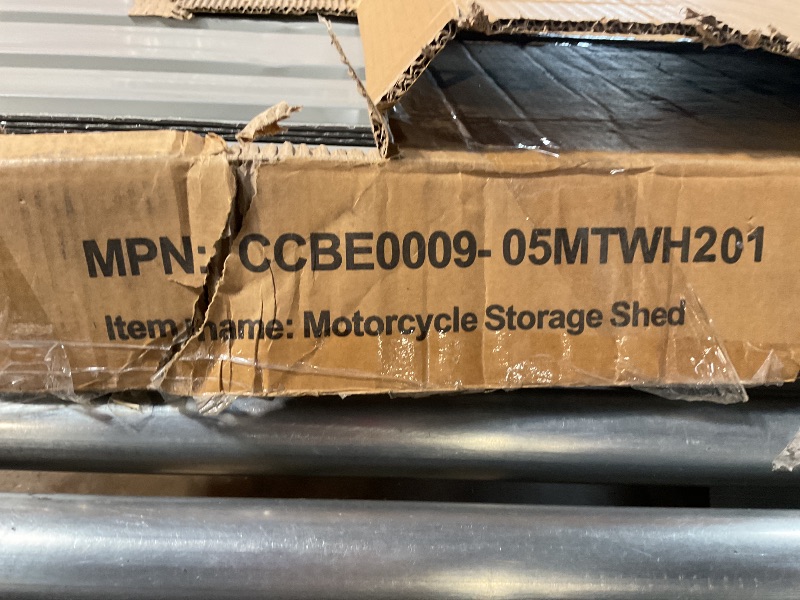 MPN: CCBE0009- 05MTWH201
Item name: Motorcycle Storage Shed